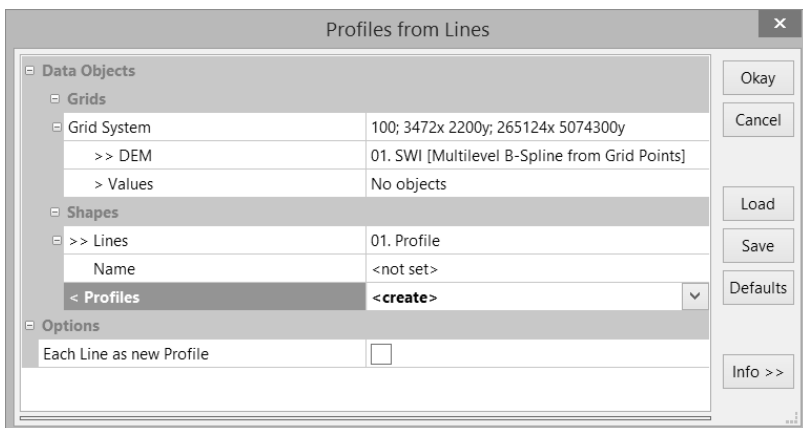 Profiles from Lines
Data Objects
Grids
Grid System 100; 3472x 2200y; 265124x 5074300y
>> DEM 01. SWI [Multilevel B-Spline from Grid Points]
> Values No objects
Shapes
>> Lines 01. Profile
Name <not set>
< Profiles <create>
Options
Each Line as new Profile
Okay
Cancel
Load
Save
Defaults
Info >>